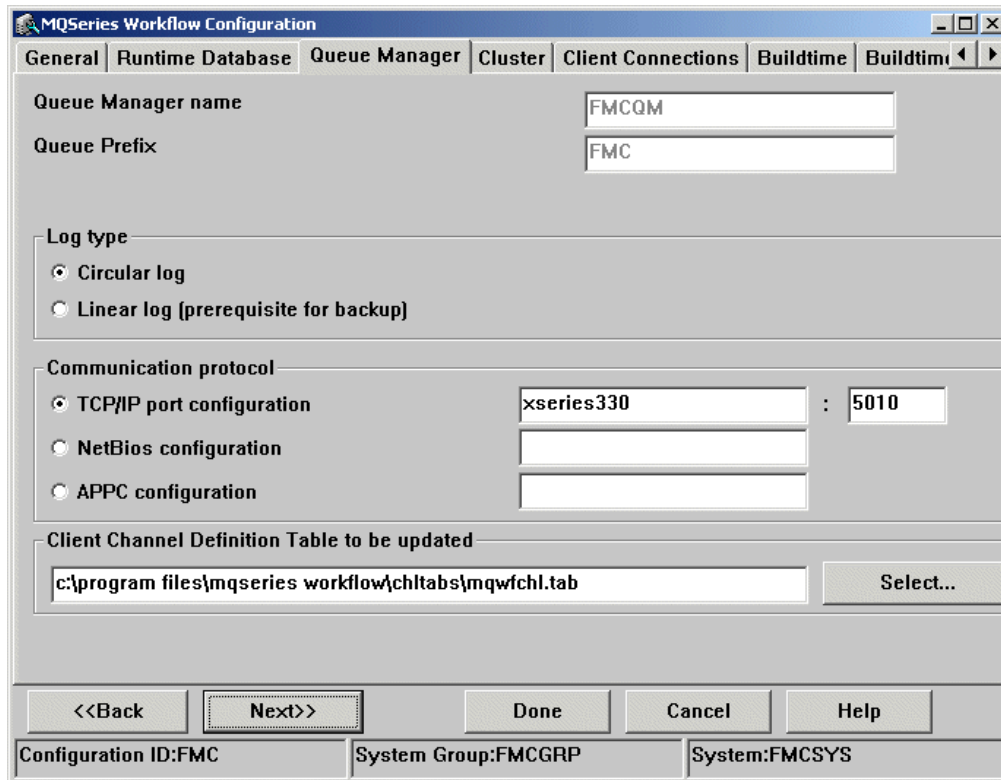 MQSeries Workflow Configuration
General Runtime Database Queue Manager Cluster Client Connections Buildtime Buildtime
Queue Manager name FMCQM
Queue Prefix FMC
Log type
Circular log
Linear log (prerequisite for backup)
Communication protocol
TCP/IP port configuration xseries330 : 5010
NetBios configuration
APPC configuration
Client Channel Definition Table to be updated
c:\program files\mqseries workflow\chltabs\mqwfchl.tab Select...
<<Back Next>> Done Cancel Help
Configuration ID:FMC System Group:FMCGRP System:FMCSYS